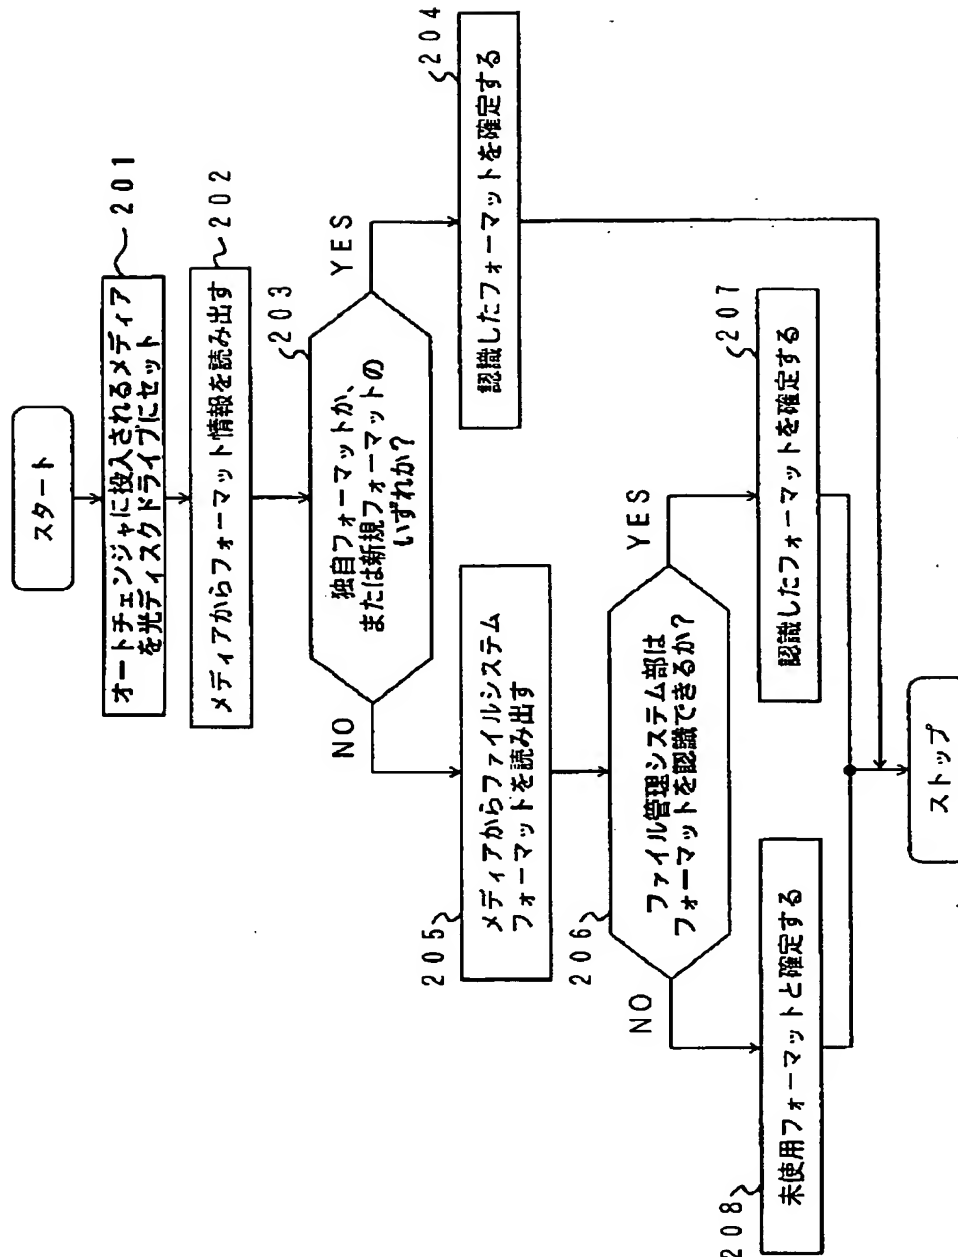 スタート
オートチェンジャに投入されるメディア
を光ディスクドライブにセット
201
メディアからフォーマット情報を読み出す
202
独自フォーマットか、
または新規フォーマットの
いずれか?
203
YES
NO
認識したフォーマットを確定する
204
メディアからファイルシステム
フォーマットを読み出す
205
ファイル管理システム部は
フォーマットを認識できるか?
206
YES
NO
認識したフォーマットを確定する
207
未使用フォーマットと確定する
208
ストップ